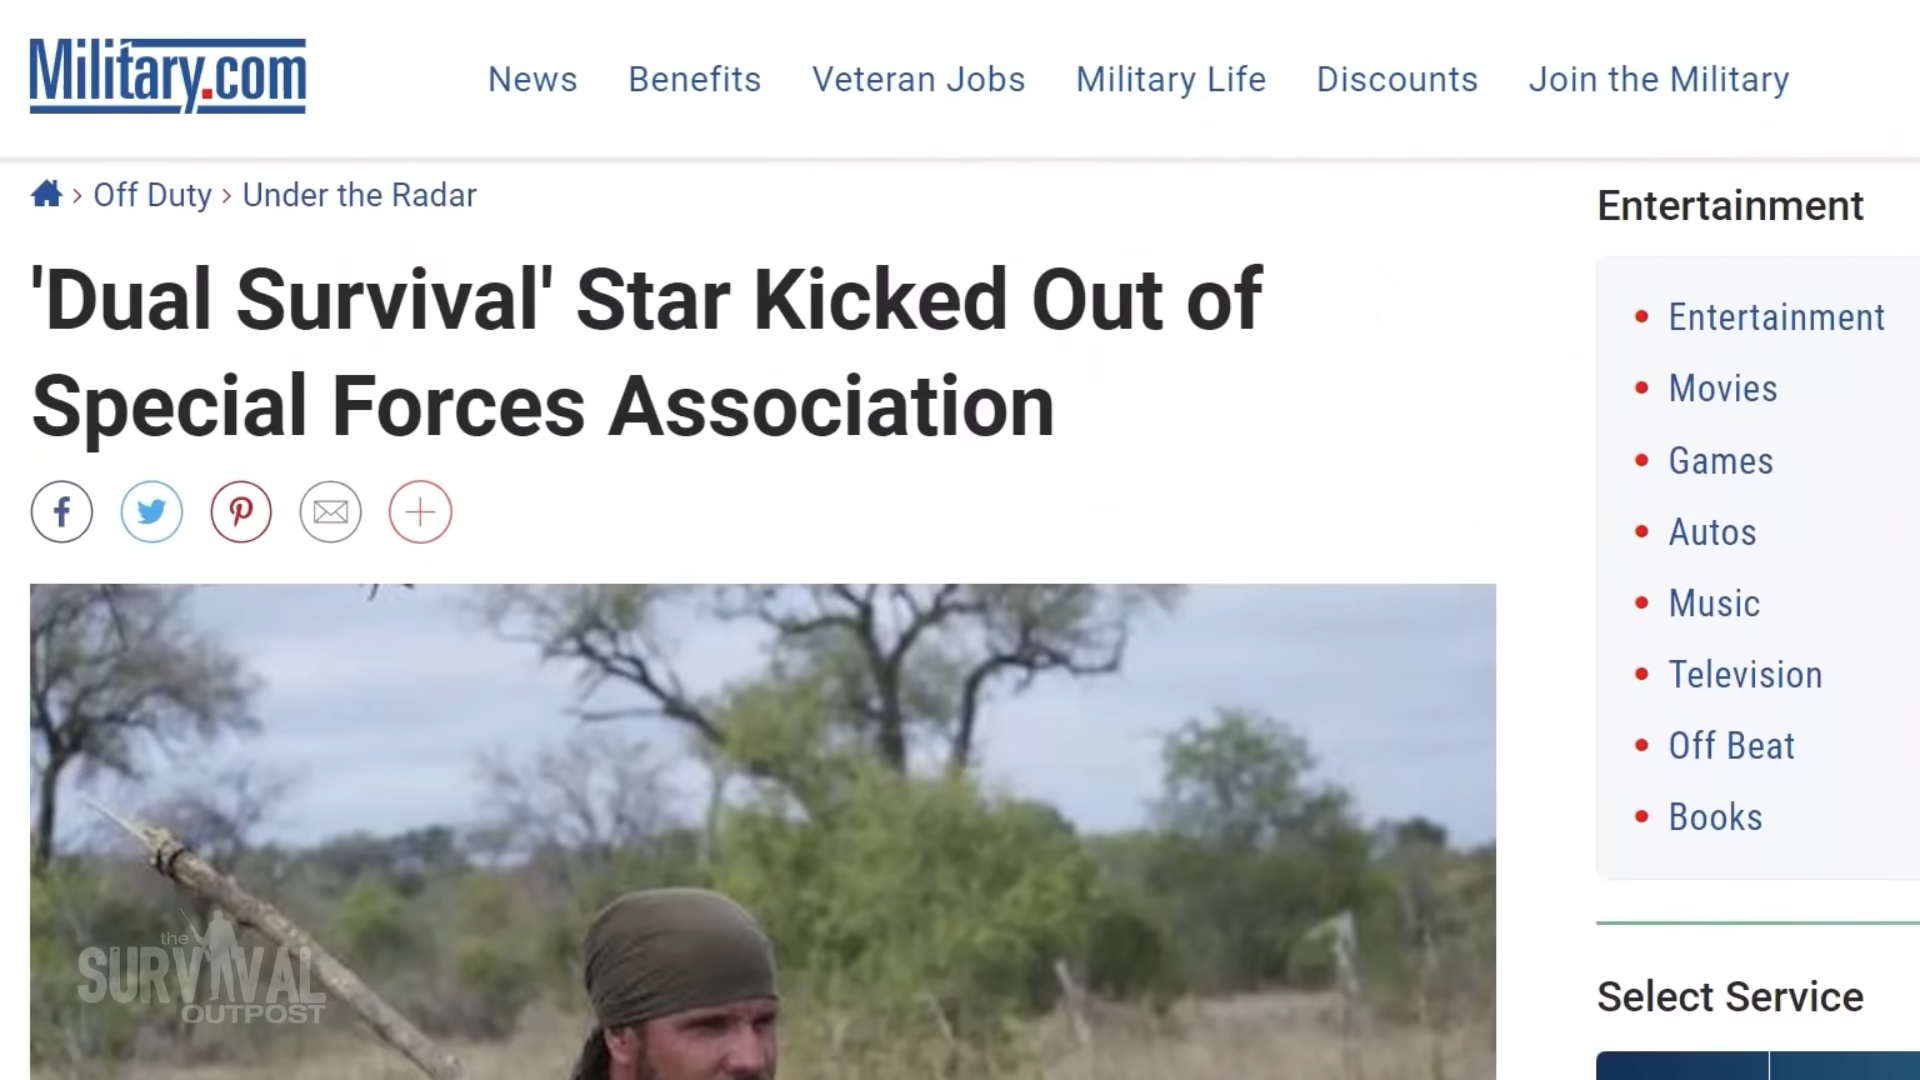 Military.com
News Benefits Veteran Jobs Military Life Discounts Join the Military
Off Duty > Under the Radar
'Dual Survival' Star Kicked Out of
Special Forces Association
Entertainment
Entertainment
Movies
Games
Autos
Music
Television
Off Beat
Books
Select Service
the
SURVIVAL
OUTPOST